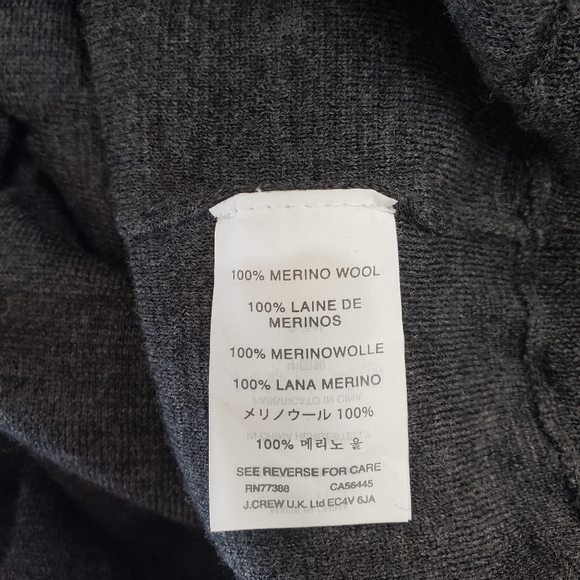 100% MERINO WOOL
100% LAINE DE
MERINOS
100% MERINOWOLLE
100% LANA MERINO
メリノウール 100%
100% 메리노 울
SEE REVERSE FOR CARE
RN77388 CA56445
J.CREW U.K. Ltd EC4V 6JA